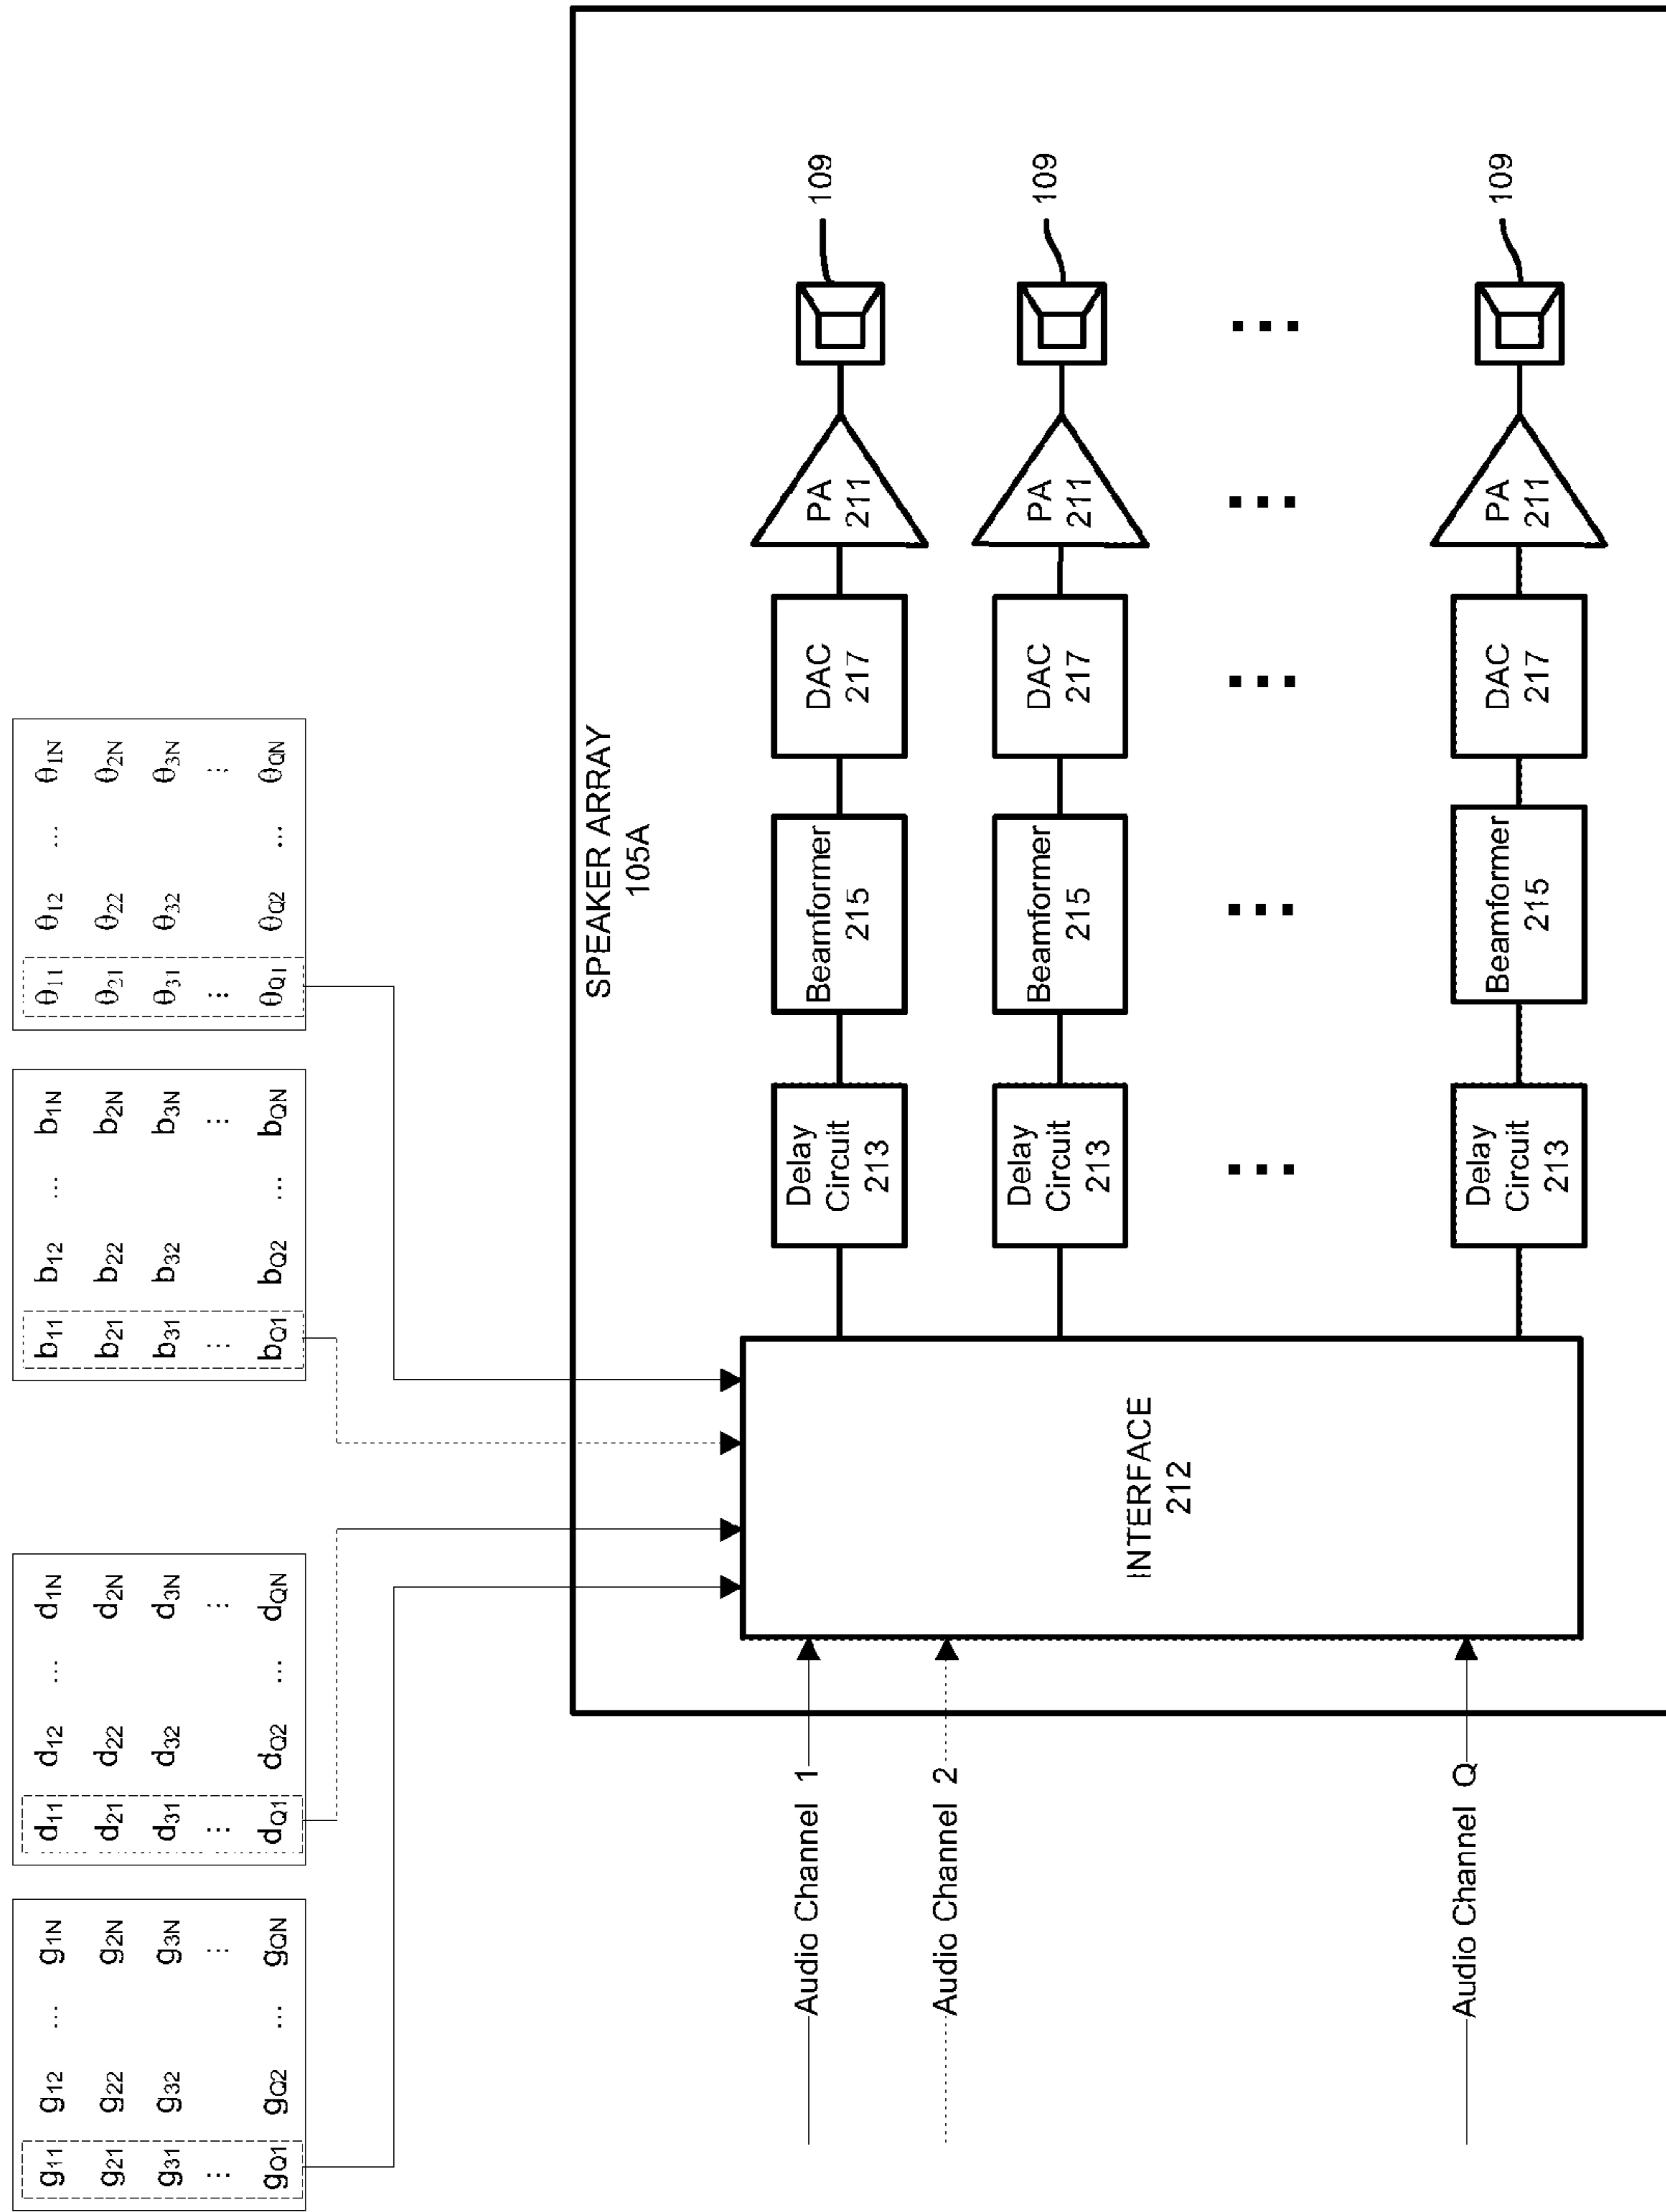 g11 g12 ... g1N
g21 g22 g2N
g31 g32 g3N
⋮ ⋮
gQ1 gQ2 ... gQN
d11 d12 ... d1N
d21 d22 d2N
d31 d32 d3N
⋮ ⋮
dQ1 dQ2 ... dQN
b11 b12 ... b1N
b21 b22 b2N
b31 b32 b3N
⋮ ⋮
bQ1 bQ2 ... bQN
θ11 θ12 ... θ1N
θ21 θ22 θ2N
θ31 θ32 θ3N
⋮ ⋮
θQ1 θQ2 ... θQN
SPEAKER ARRAY
105A
Audio Channel 1
Audio Channel 2
Audio Channel Q
INTERFACE
212
Delay
Circuit
213
Beamformer
215
DAC
217
PA
211
109
Delay
Circuit
213
Beamformer
215
DAC
217
PA
211
109
... ... ... ... ...
Delay
Circuit
213
Beamformer
215
DAC
217
PA
211
109